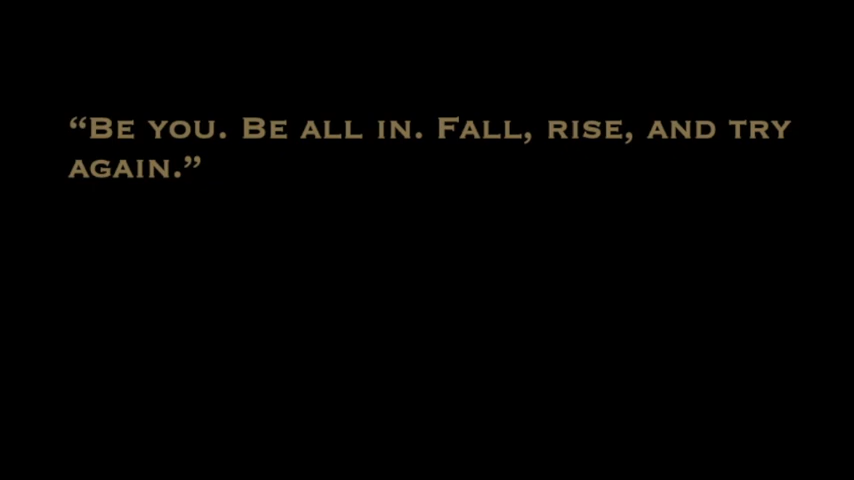 “Be you. Be all in. Fall, rise, and try
again.”